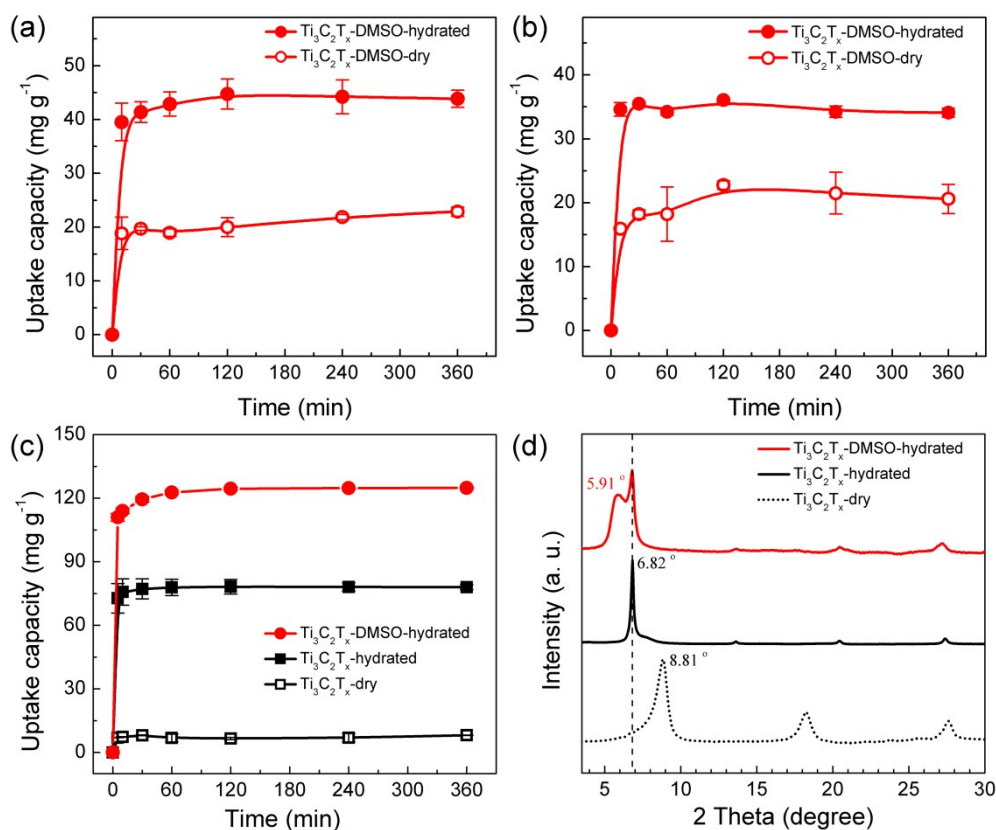 (a)
Ti₃C₂Tₓ-DMSO-hydrated
Ti₃C₂Tₓ-DMSO-dry
50
40
30
20
10
0
Uptake capacity (mg g⁻¹)
0 60 120 180 240 300 360
Time (min)
(b)
Ti₃C₂Tₓ-DMSO-hydrated
Ti₃C₂Tₓ-DMSO-dry
50
40
30
20
10
0
Uptake capacity (mg g⁻¹)
0 60 120 180 240 300 360
Time (min)
(c)
150
120
90
60
30
0
Uptake capacity (mg g⁻¹)
Ti₃C₂Tₓ-DMSO-hydrated
Ti₃C₂Tₓ-hydrated
Ti₃C₂Tₓ-dry
0 60 120 180 240 300 360
Time (min)
(d)
Ti₃C₂Tₓ-DMSO-hydrated
Ti₃C₂Tₓ-hydrated
Ti₃C₂Tₓ-dry
5.91 °
6.82 °
8.81 °
Intensity (a. u.)
5 10 15 20 25 30
2 Theta (degree)